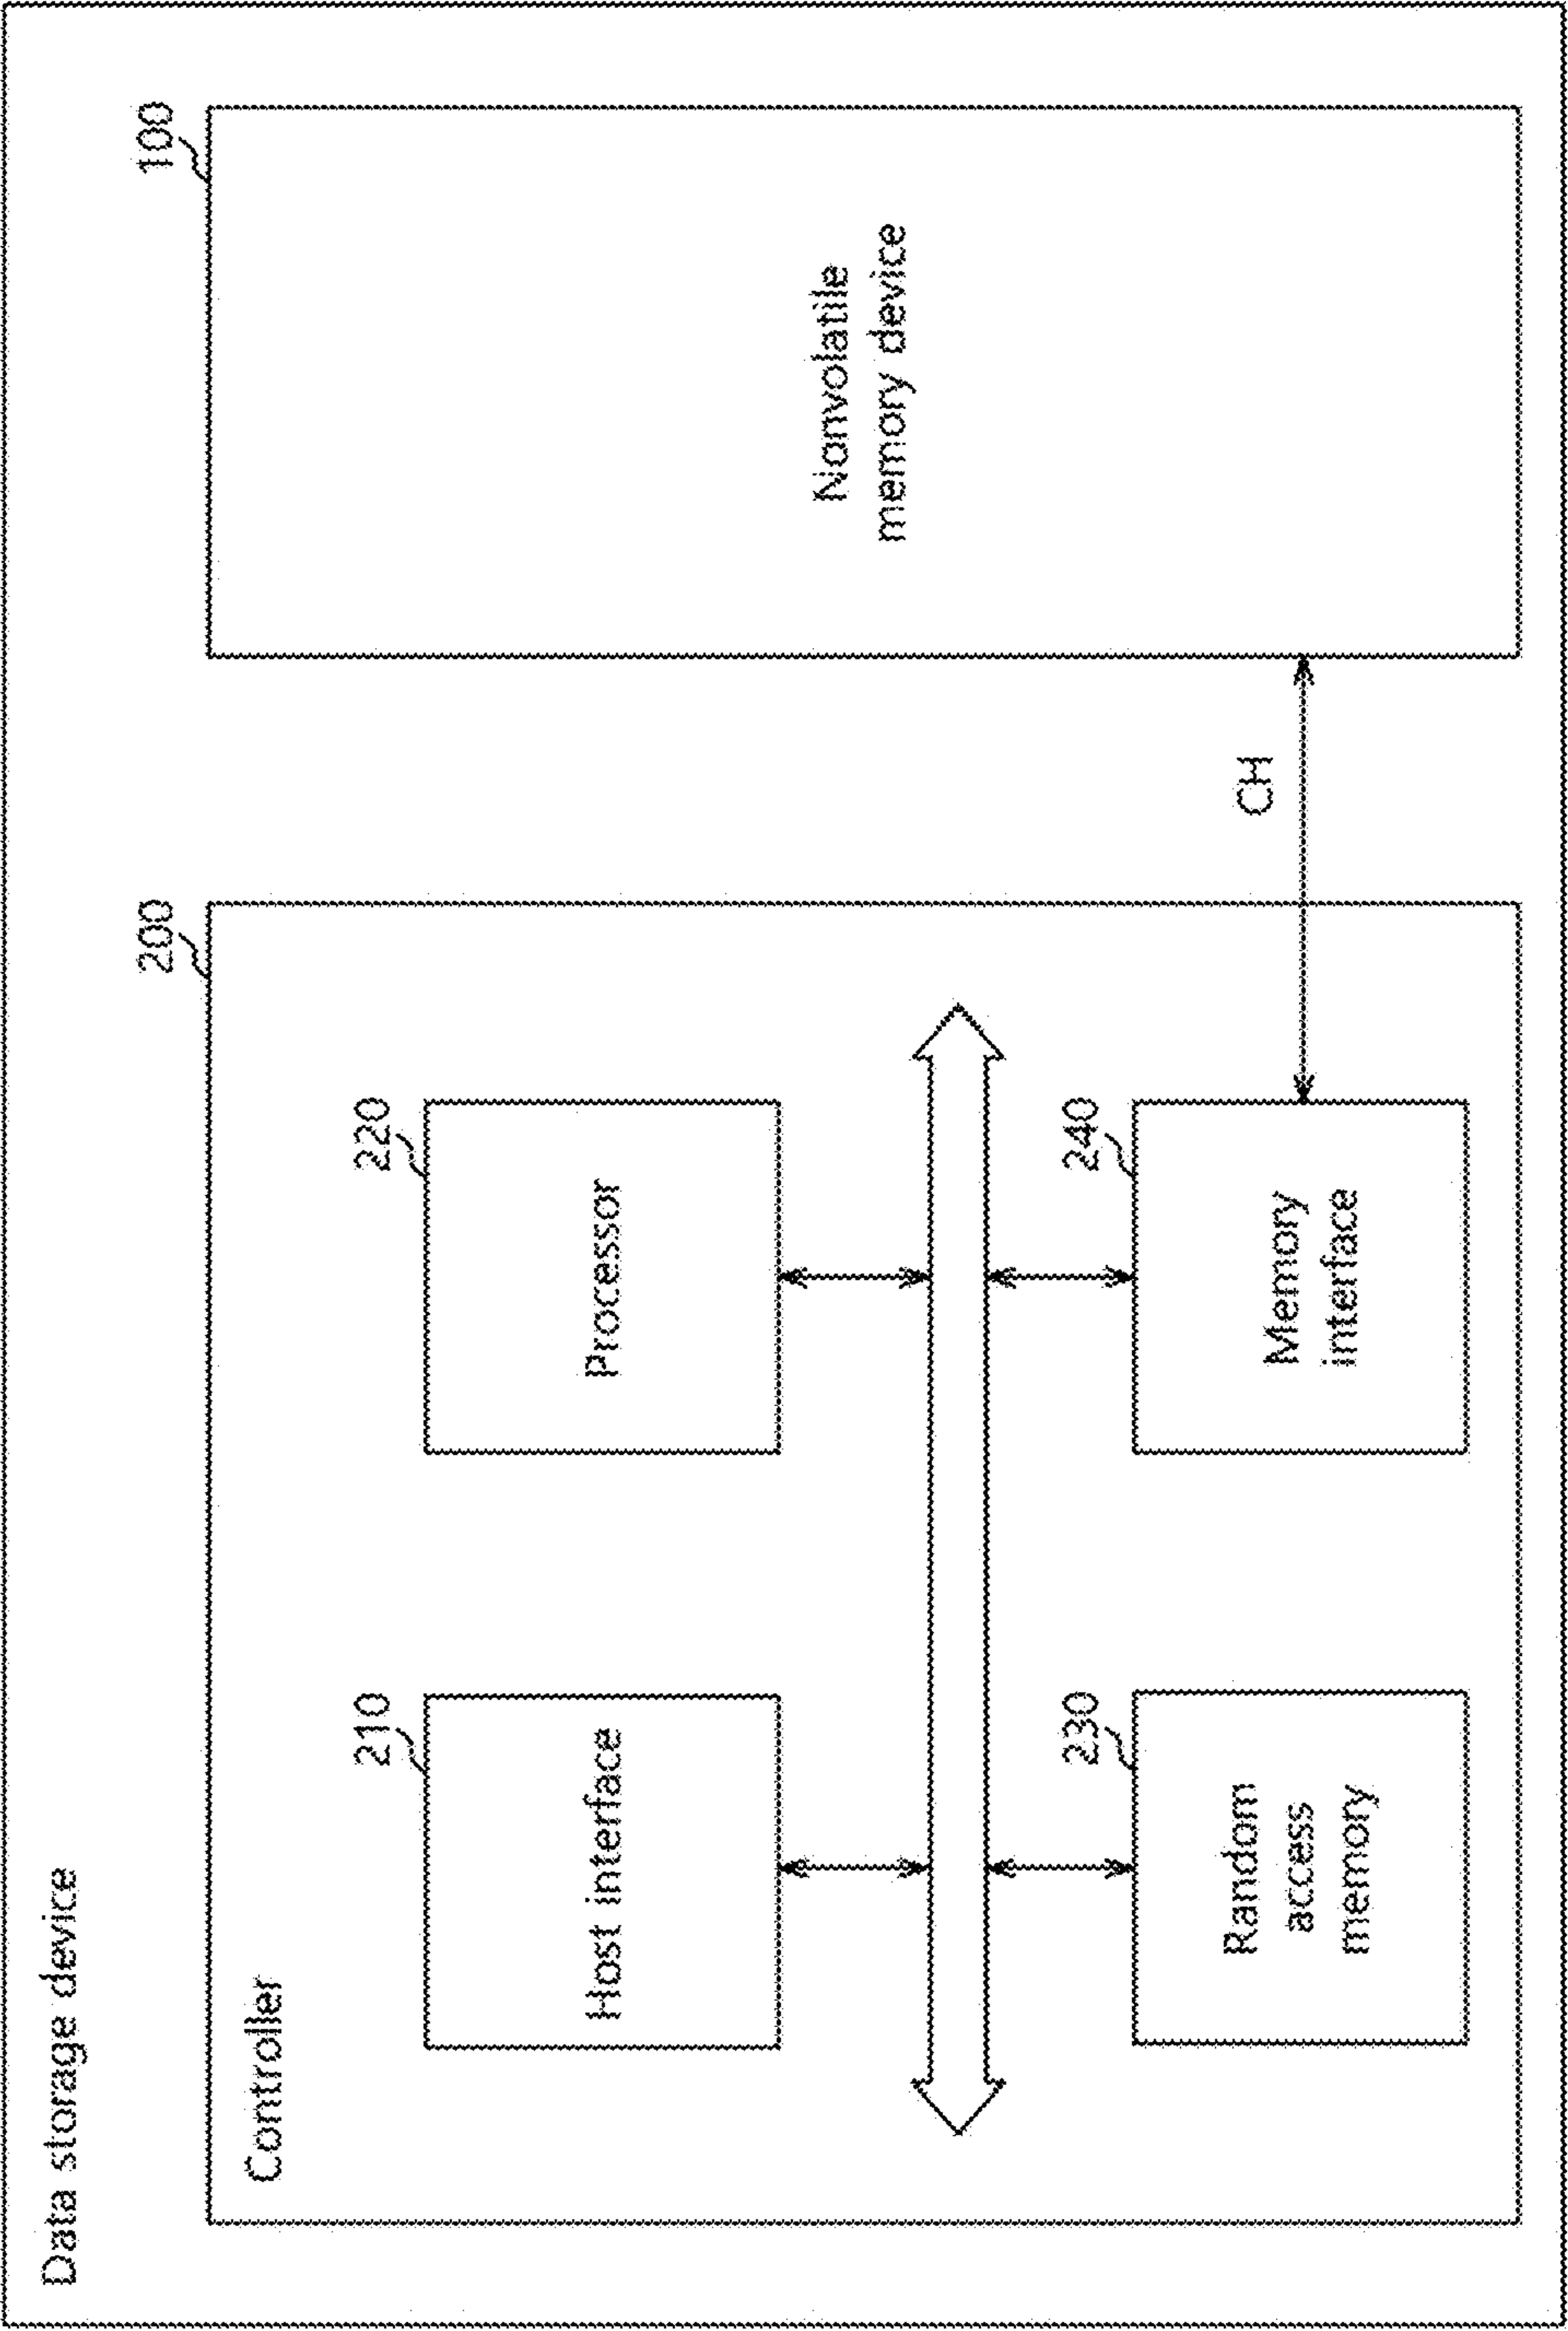 Data storage device
200
100
Controller
210
220
Host interface
Processor
Nonvolatile
memory device
230
240
CH
Random
access
memory
Memory
interface